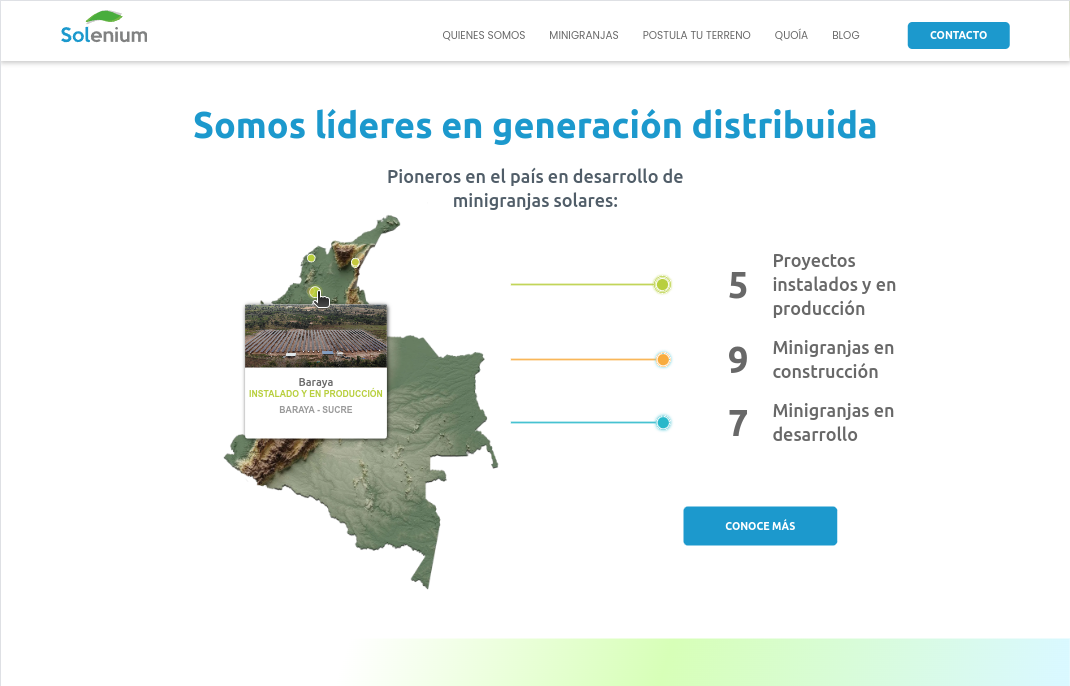 Solenium
QUIENES SOMOS
MINIGRANJAS
POSTULA TU TERRENO
QUOÍA
BLOG
CONTACTO
Somos líderes en generación distribuida
Pioneros en el país en desarrollo de
minigranjas solares:
Baraya
INSTALADO Y EN PRODUCCIÓN
BARAYA - SUCRE
5
Proyectos
instalados y en
producción
9
Minigranjas en
construcción
7
Minigranjas en
desarrollo
CONOCE MÁS